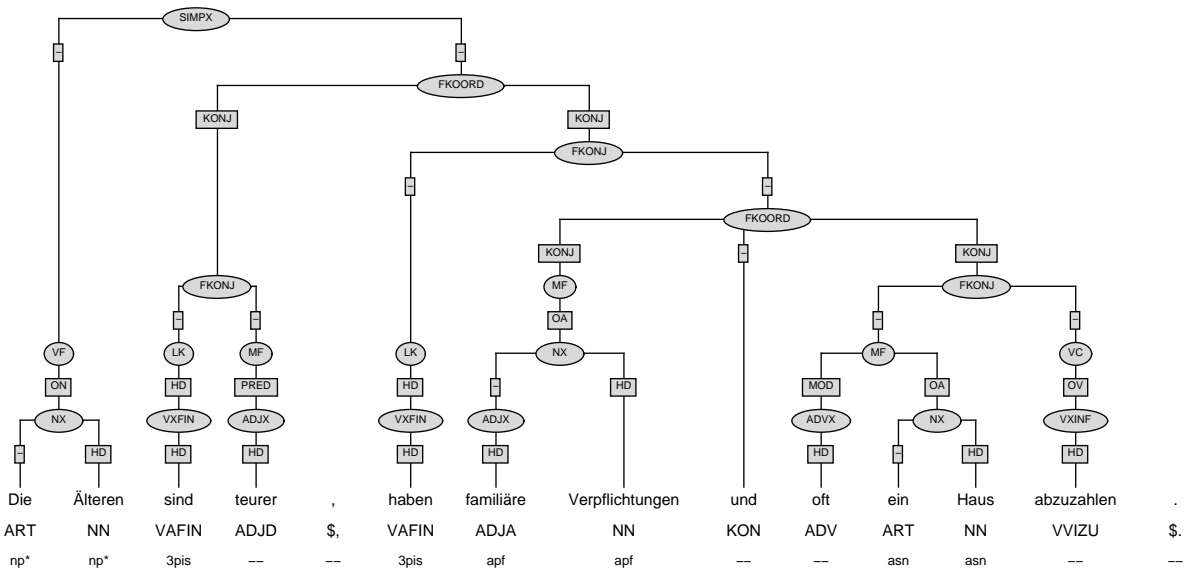 SIMPX
– –
FKOORD
KONJ KONJ
FKONJ
– –
FKOORD
KONJ – KONJ
FKONJ MF FKONJ
– – OA – –
VF LK MF LK NX MF VC
ON HD PRED HD – HD MOD OA OV
NX VXFIN ADJX VXFIN ADJX ADVX NX VXINF
– HD HD HD HD HD HD – HD HD
Die Älteren sind teurer , haben familiäre Verpflichtungen und oft ein Haus abzuzahlen .
ART NN VAFIN ADJD $, VAFIN ADJA NN KON ADV ART NN VVIZU $.
np* np* 3pis –– –– 3pis apf apf –– –– asn asn –– ––